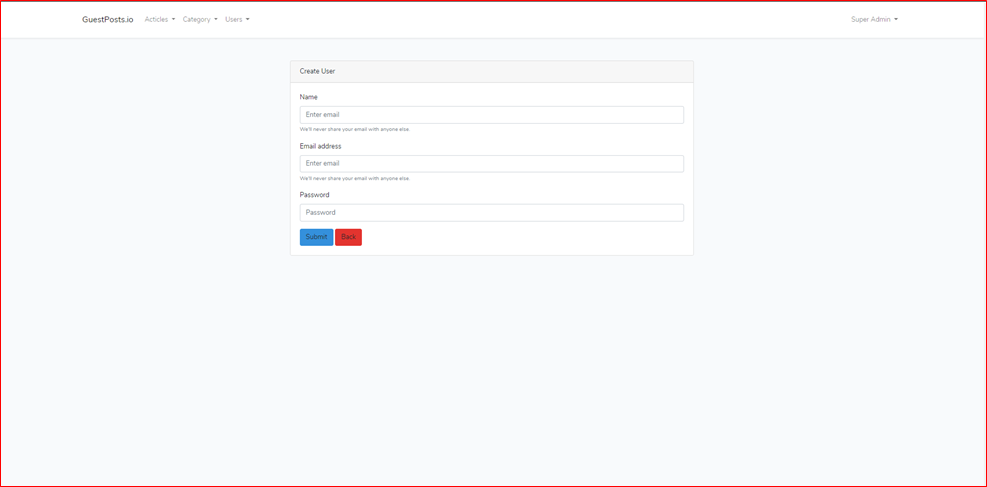 GuestPosts.io Acticles Category Users Super Admin
Create User
Name
Enter email
We'll never share your email with anyone else.
Email address
Enter email
We'll never share your email with anyone else.
Password
Password
Submit Back